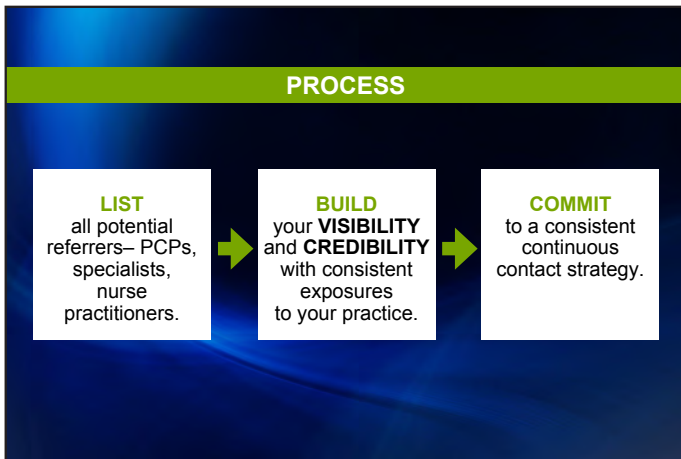 PROCESS
LIST
all potential
referrers– PCPs,
specialists,
nurse
practitioners.
BUILD
your VISIBILITY
and CREDIBILITY
with consistent
exposures
to your practice.
COMMIT
to a consistent
continuous
contact strategy.